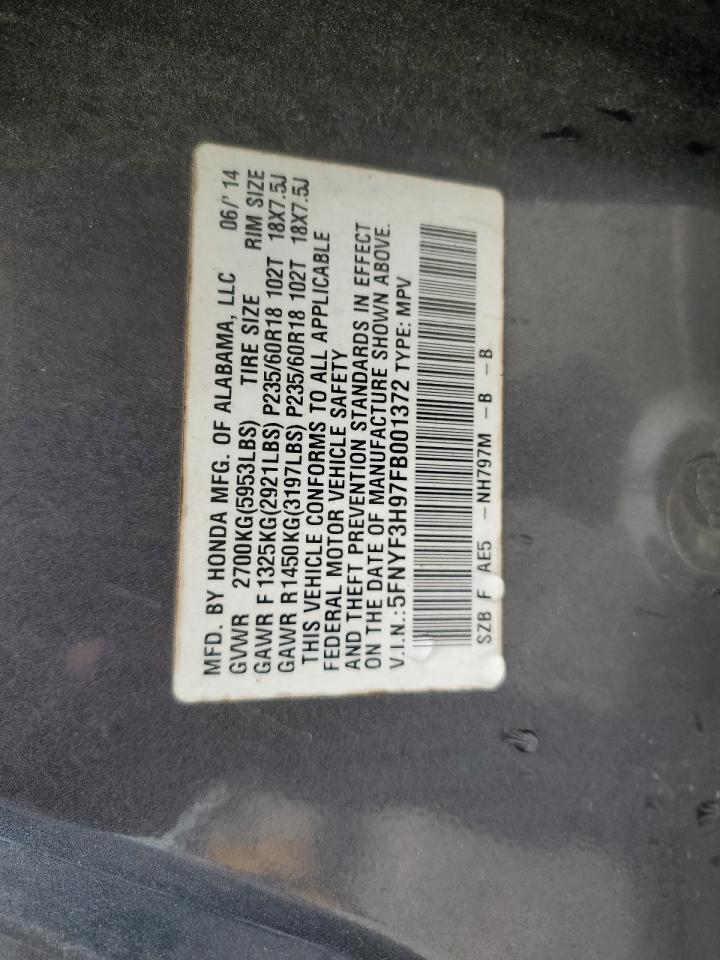 MFD. BY HONDA MFG. OF ALABAMA, LLC 06/'14
GVWR 2700KG(5953LBS) TIRE SIZE RIM SIZE
GAWR F 1325KG(2921LBS) P235/60R18 102T 18X7.5J
GAWR R1450KG(3197LBS) P235/60R18 102T 18X7.5J
THIS VEHICLE CONFORMS TO ALL APPLICABLE
FEDERAL MOTOR VEHICLE SAFETY
AND THEFT PREVENTION STANDARDS IN EFFECT
ON THE DATE OF MANUFACTURE SHOWN ABOVE.
V.I.N.:5FNYF3H97FB001372 TYPE: MPV
SZB F AE5 -NH797M -B -B